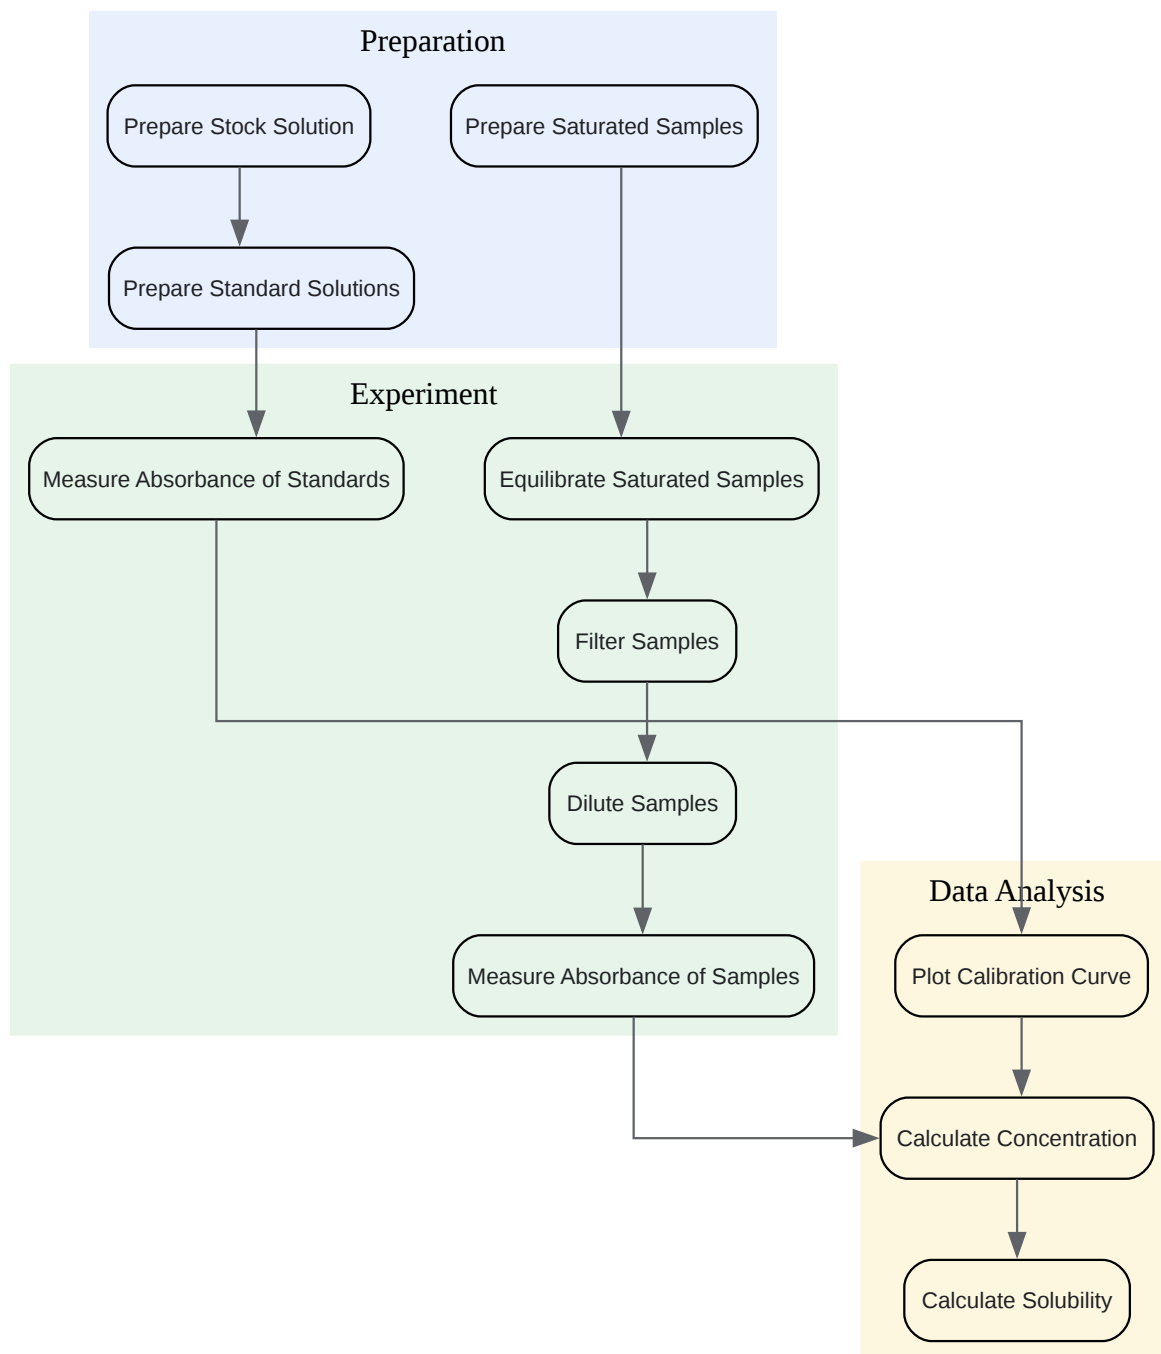 Preparation
Prepare Stock Solution
Prepare Saturated Samples
Prepare Standard Solutions
Experiment
Measure Absorbance of Standards
Equilibrate Saturated Samples
Filter Samples
Dilute Samples
Measure Absorbance of Samples
Data Analysis
Plot Calibration Curve
Calculate Concentration
Calculate Solubility